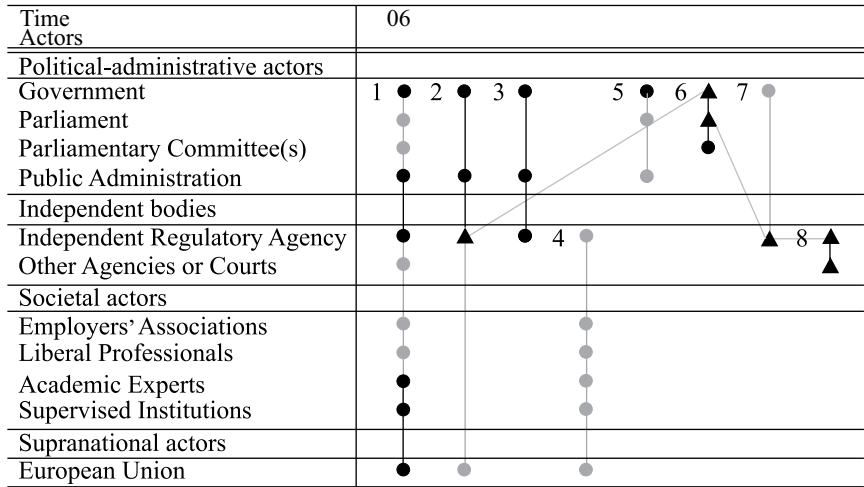 Time 06
Actors
Political-administrative actors
Government 1 2 3 5 6 7
Parliament
Parliamentary Committee(s)
Public Administration
Independent bodies
Independent Regulatory Agency 4 8
Other Agencies or Courts
Societal actors
Employers' Associations
Liberal Professionals
Academic Experts
Supervised Institutions
Supranational actors
European Union